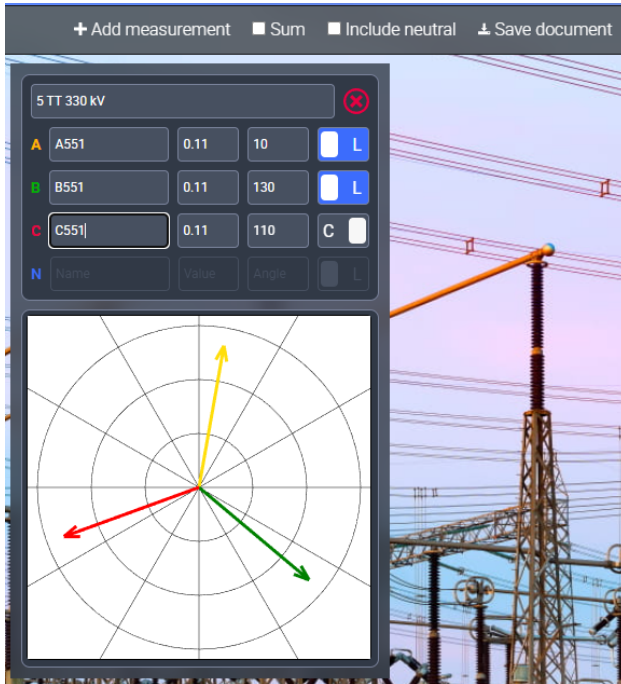 Add measurement Sum Include neutral Save document
5 TT 330 kV
A A551 0.11 10 L
B B551 0.11 130 L
C C551 0.11 110 C
N Name Value Angle L